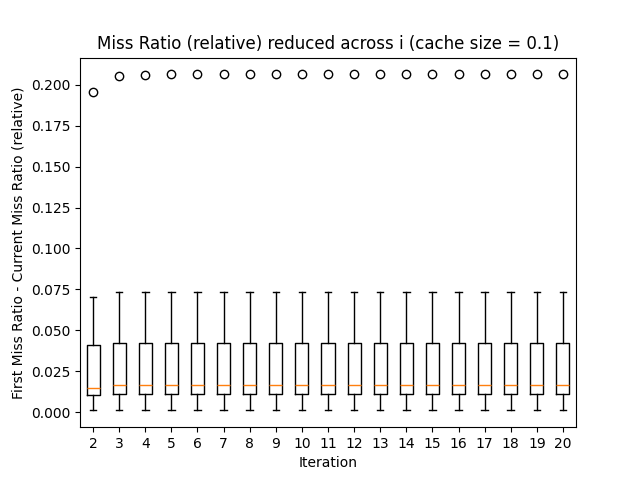 Miss Ratio (relative) reduced across i (cache size = 0.1)
First Miss Ratio - Current Miss Ratio (relative)
0.200
0.175
0.150
0.125
0.100
0.075
0.050
0.025
0.000
2 3 4 5 6 7 8 9 10 11 12 13 14 15 16 17 18 19 20
Iteration